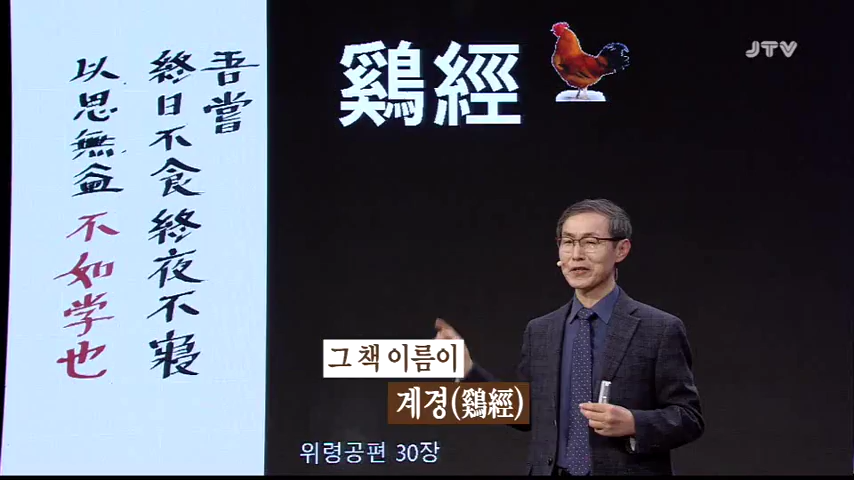 吾嘗
終日不食終夜不寢
以思無益不如学也
鷄經
JTV
그 책 이름이
계경(鷄經)
위령공편 30장